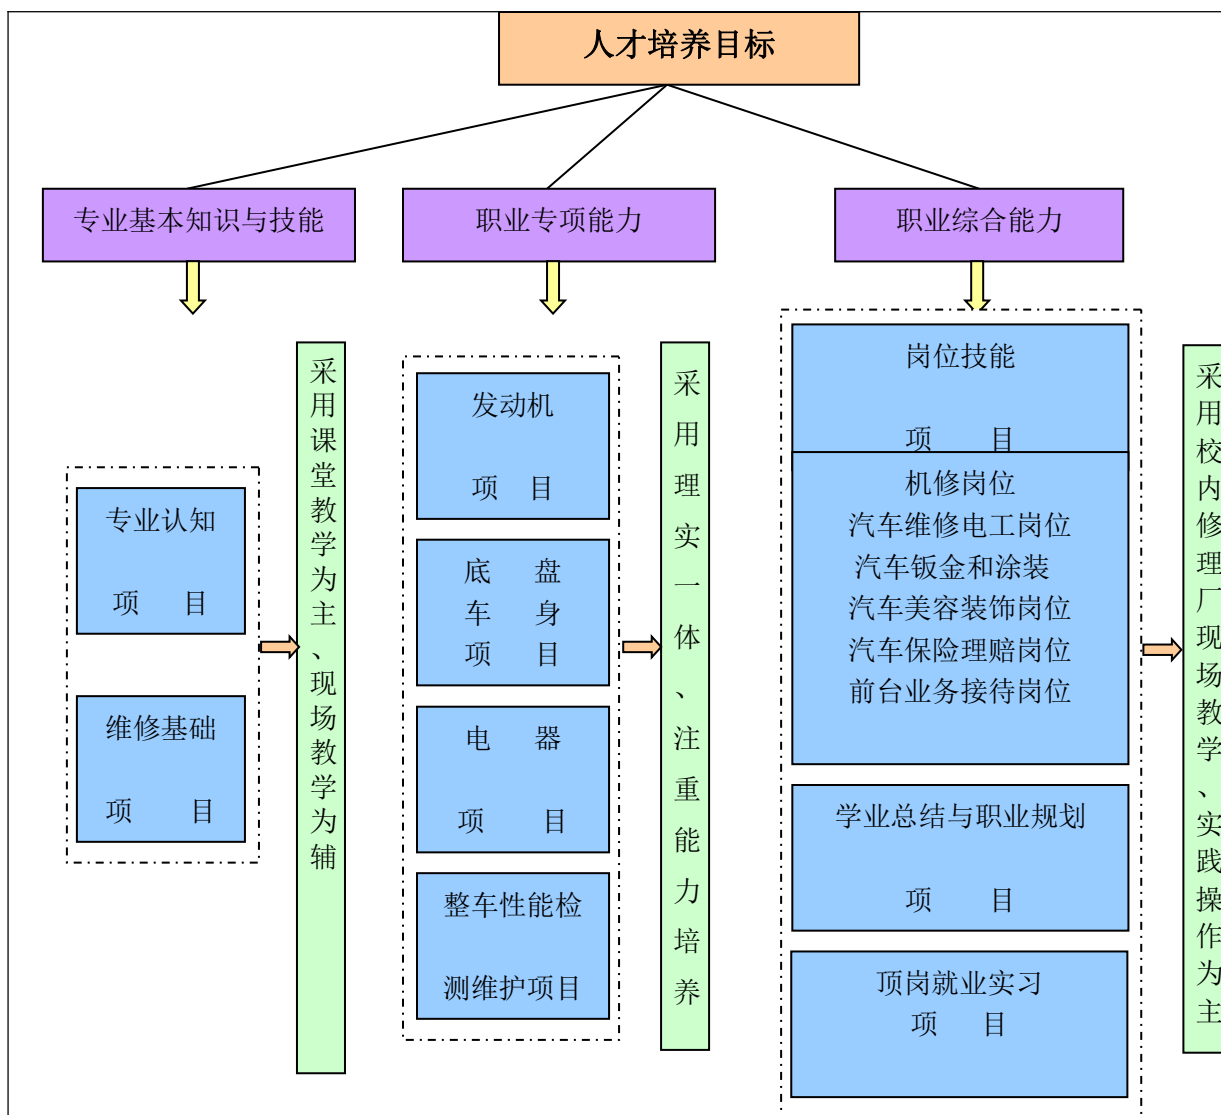 人才培养目标
专业基本知识与技能
职业专项能力
职业综合能力
专业认知
项 目
维修基础
项 目
采用课堂教学为主、现场教学为辅
发动机
项 目
底 盘
车 身
项 目
电 器
项 目
整车性能检
测维护项目
采用理实一体、注重能力培养
岗位技能
项 目
机修岗位
汽车维修电工岗位
汽车钣金和涂装
汽车美容装饰岗位
汽车保险理赔岗位
前台业务接待岗位
学业总结与职业规划
项 目
顶岗就业实习
项 目
采用校内修理厂现场教学、实践操作为主